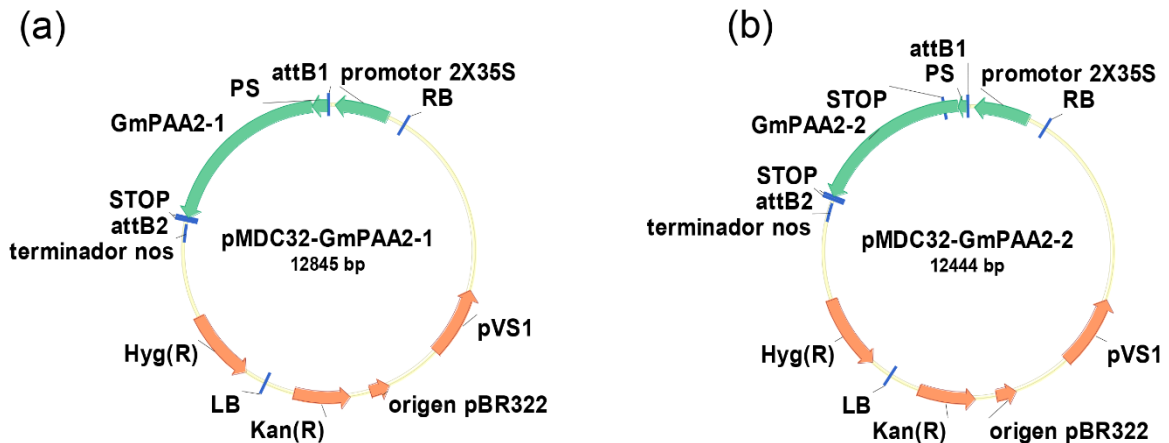 (a)
attB1
promotor 2X35S
PS
RB
GmPAA2-1
STOP
attB2
terminador nos
pMDC32-GmPAA2-1
12845 bp
pVS1
Hyg(R)
LB
origen pBR322
Kan(R)
(b)
attB1
PS
promotor 2X35S
STOP
RB
GmPAA2-2
STOP
attB2
terminador nos
pMDC32-GmPAA2-2
12444 bp
Hyg(R)
pVS1
LB
Kan(R)
origen pBR322